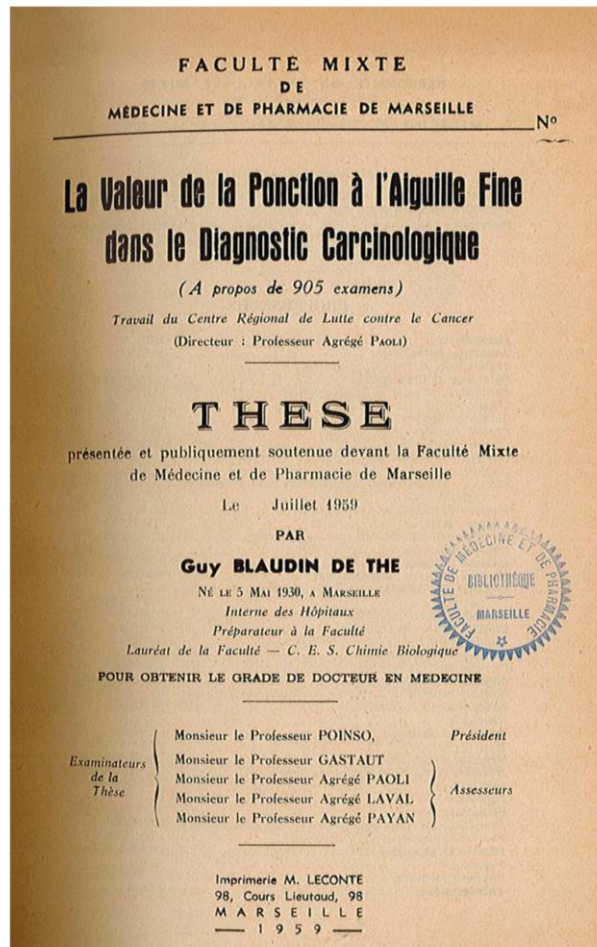 FACULTÉ MIXTE
DE
MÉDECINE ET DE PHARMACIE DE MARSEILLE
N°
La Valeur de la Ponction à l'Aiguille Fine
dans le Diagnostic Carcinologique
(A propos de 905 examens)
Travail du Centre Régional de Lutte contre le Cancer
(Directeur : Professeur Agrégé PAOLI)
THESE
présentée et publiquement soutenue devant la Faculté Mixte
de Médecine et de Pharmacie de Marseille
Le Juillet 1959
PAR
Guy BLAUDIN DE THE
NÉ LE 5 MAI 1930, A MARSEILLE
Interne des Hôpitaux
Préparateur à la Faculté
Lauréat de la Faculté — C. E. S. Chimie Biologique
FACULTÉ DE MÉDECINE ET DE PHARMACIE
BIBLIOTHÈQUE
MARSEILLE
POUR OBTENIR LE GRADE DE DOCTEUR EN MEDECINE
Examinateurs
de la
Thèse
Monsieur le Professeur POINSO, Président
Monsieur le Professeur GASTAUT
Monsieur le Professeur Agrégé PAOLI
Monsieur le Professeur Agrégé LAVAL
Monsieur le Professeur Agrégé PAYAN
Assesseurs
Imprimerie M. LECONTE
98, Cours Lieutaud, 98
MARSEILLE
— 1959 —